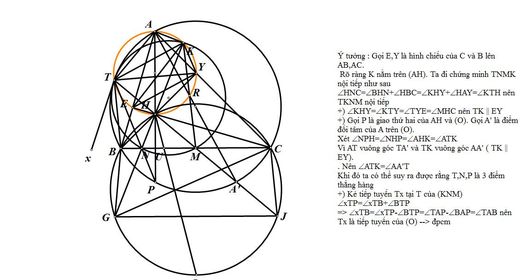 A
K
T
Y
R
E
H
B
N
U
M
C
x
P
A'
G
J
Ý tưởng : Gọi E,Y là hình chiếu của C và B lên
AB,AC.
Rõ ràng K nằm trên (AH). Ta đi chứng minh TNMK
nội tiếp như sau
∠HNC=∠BHN+∠HBC=∠KHY+∠HAY=∠KTH nên
TKNM nội tiếp
+) ∠KHY=∠KTY=∠TYE=∠MHC nên TK || EY
+) Gọi P là giao thứ hai của AH và (O). Gọi A' là điểm
đối tâm của A trên (O).
Xét ∠NPH=∠NHP=∠AHK=∠ATK
Vì AT vuông góc TA' và TK vuông góc AA' ( TK ||
EY).
. Nên ∠ATK=∠AA'T
Khi đó ta có thể suy ra được rằng T,N,P là 3 điểm
thẳng hàng
+) Kẻ tiếp tuyến Tx tại T của (KNM)
∠xTP=∠xTB+∠BTP
=> ∠xTB=∠xTP-∠BTP=∠TAP-∠BAP=∠TAB nên
Tx là tiếp tuyến của (O) --> đpcm